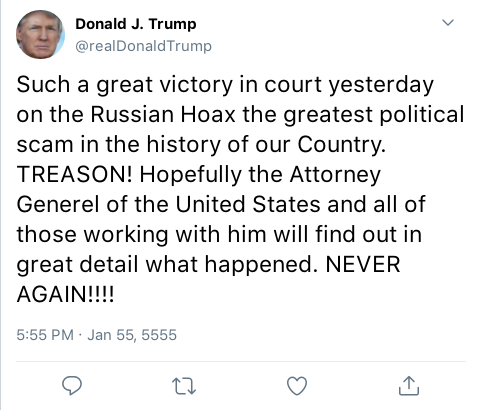 Donald J. Trump
@realDonaldTrump
Such a great victory in court yesterday
on the Russian Hoax the greatest political
scam in the history of our Country.
TREASON! Hopefully the Attorney
Generel of the United States and all of
those working with him will find out in
great detail what happened. NEVER
AGAIN!!!!
5:55 PM · Jan 55, 5555